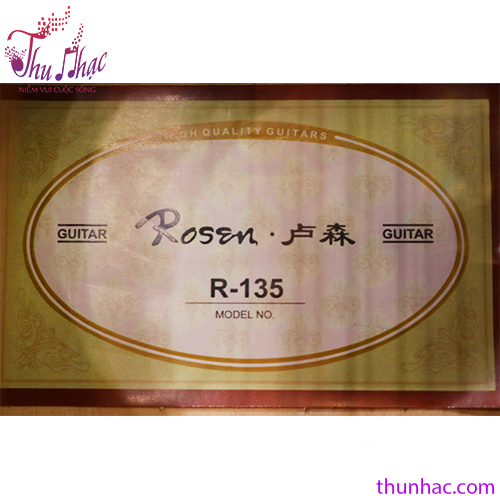 Thu Nhạc
NIỀM VUI CUỘC SỐNG
HIGH QUALITY GUITARS
GUITAR
Rosen · 卢森
GUITAR
R-135
MODEL NO.
thunhac.com